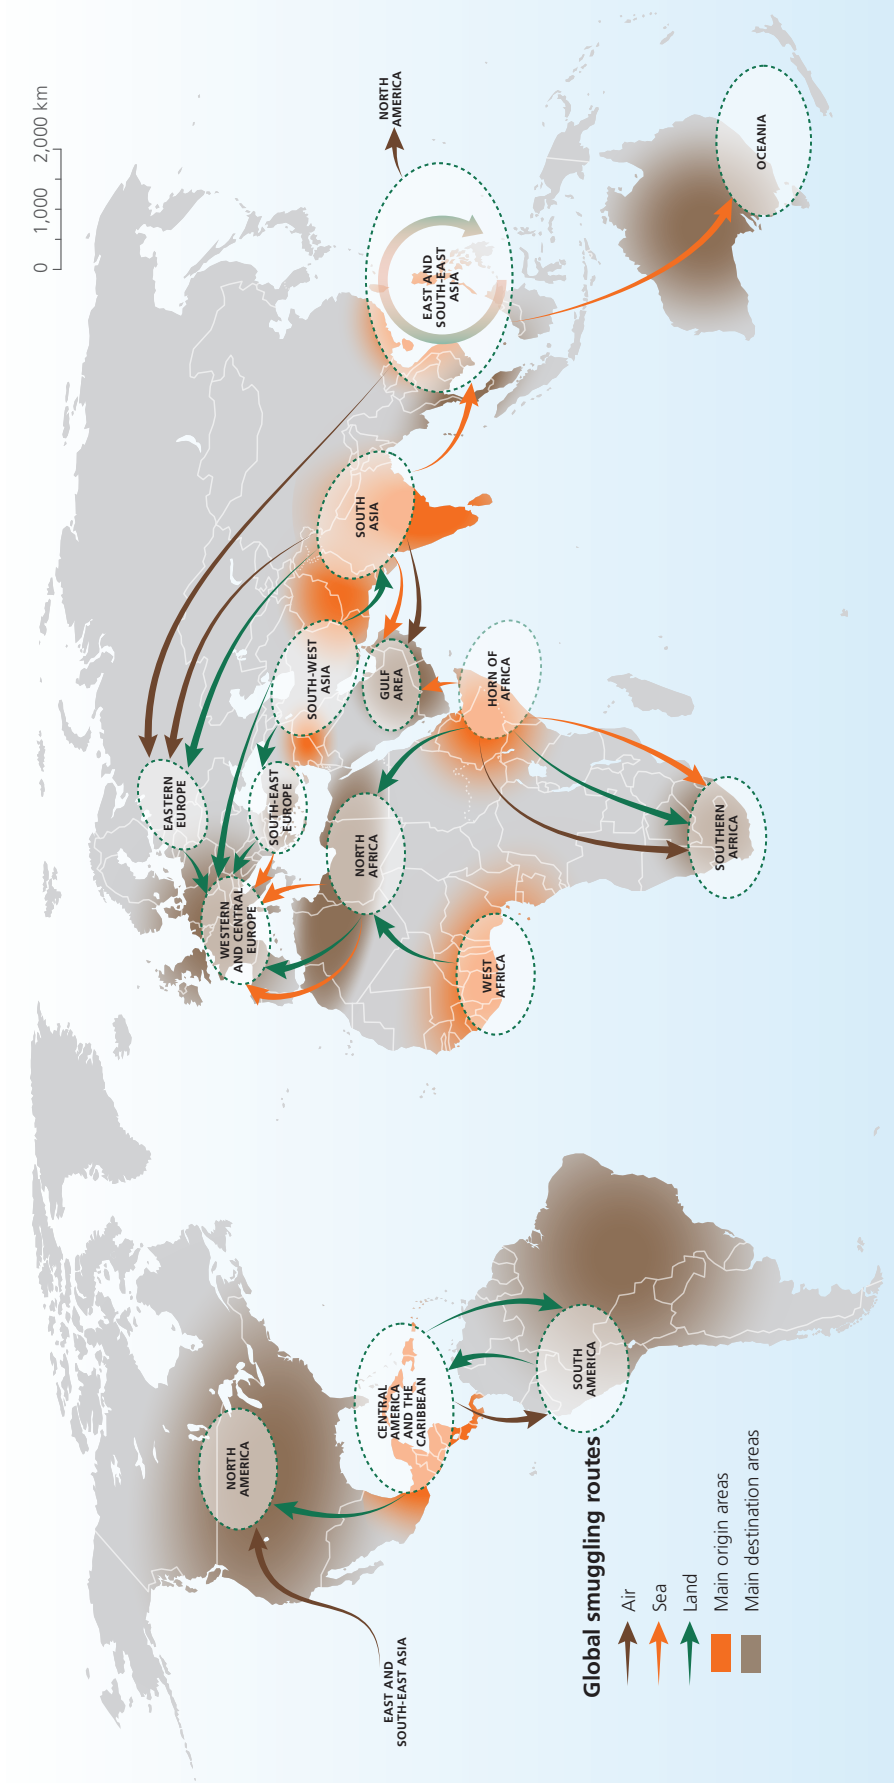 0 1,000 2,000 km
NORTH
AMERICA
EAST AND
SOUTH-EAST
ASIA
OCEANIA
SOUTH
ASIA
SOUTH-WEST
ASIA
GULF
AREA
HORN OF
AFRICA
EASTERN
EUROPE
SOUTH-EAST
EUROPE
WESTERN
AND CENTRAL
EUROPE
NORTH
AFRICA
WEST
AFRICA
SOUTHERN
AFRICA
NORTH
AMERICA
CENTRAL
AMERICA
AND THE
CARIBBEAN
SOUTH
AMERICA
EAST AND
SOUTH-EAST ASIA
Global smuggling routes
Air
Sea
Land
Main origin areas
Main destination areas